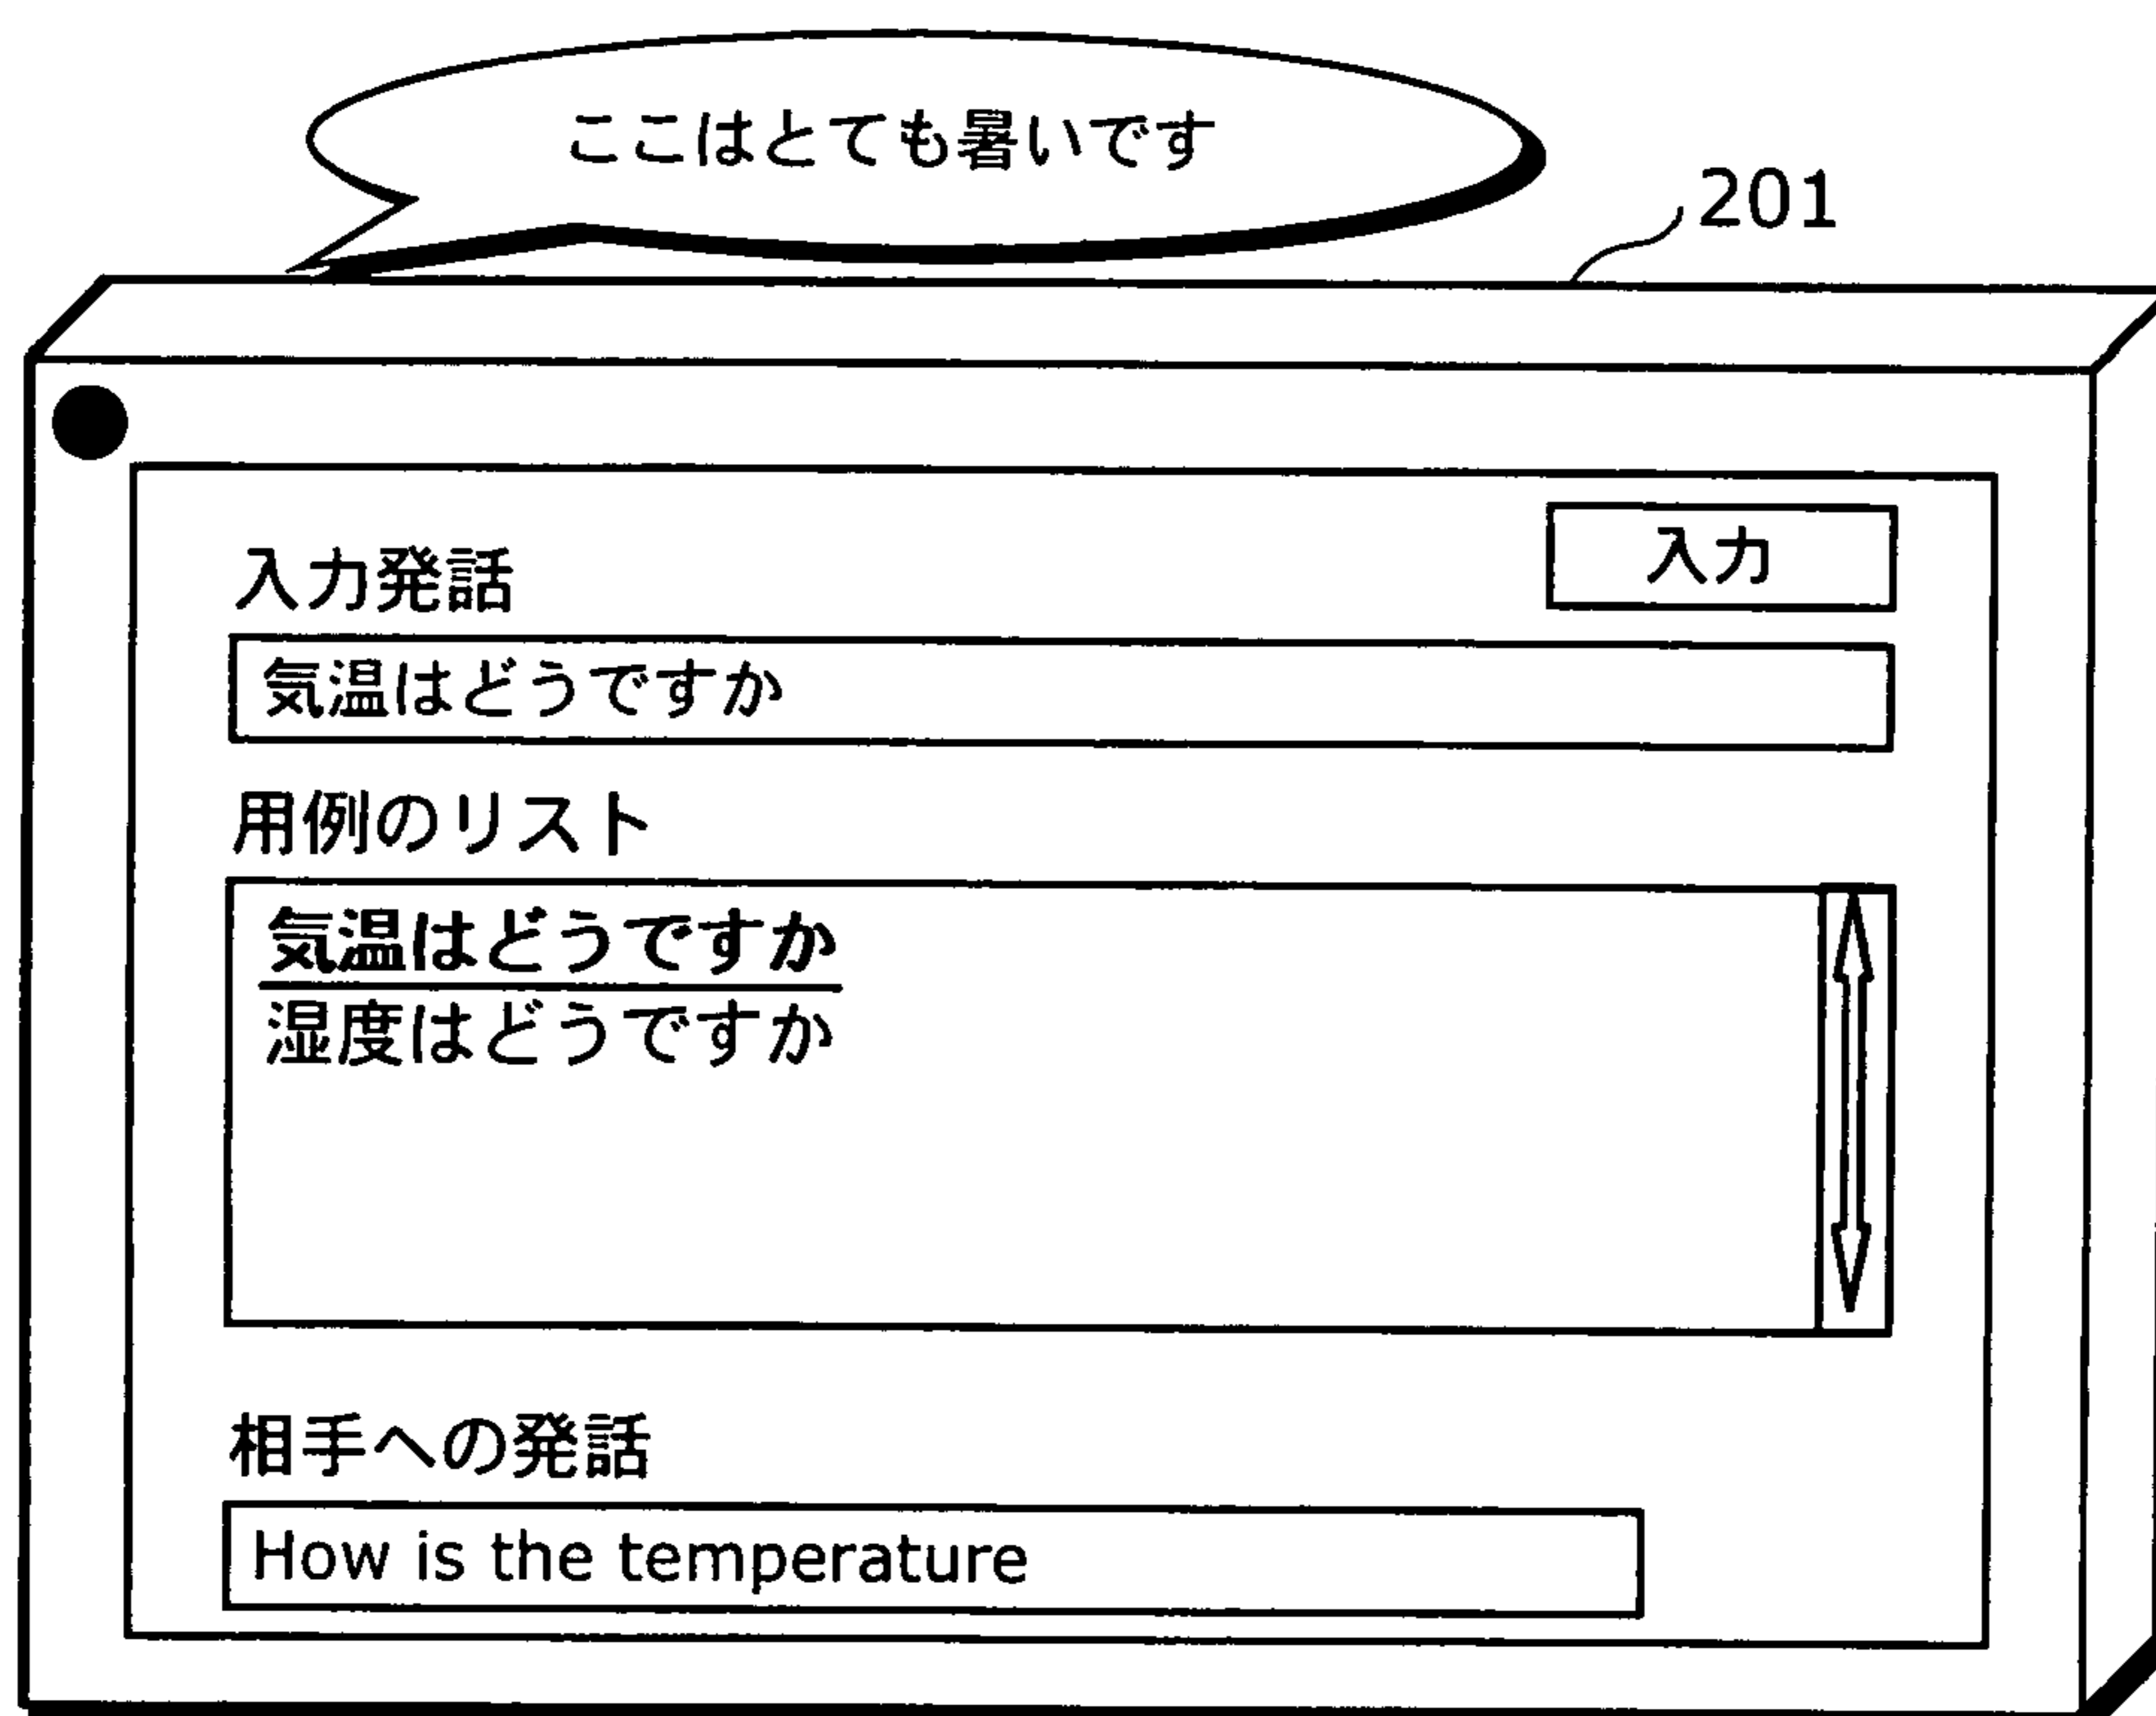 ここはとても暑いです
201
入力
入力発話
気温はどうですか
用例のリスト
気温はどうですか
湿度はどうですか
相手への発話
How is the temperature